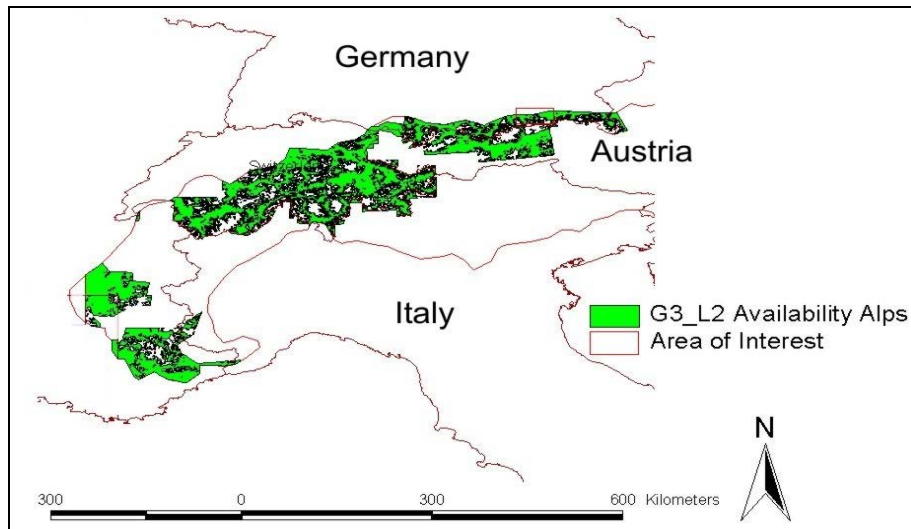 Germany
Austria
Italy
G3_L2 Availability Alps
Area of Interest
N
300 0 300 600 Kilometers